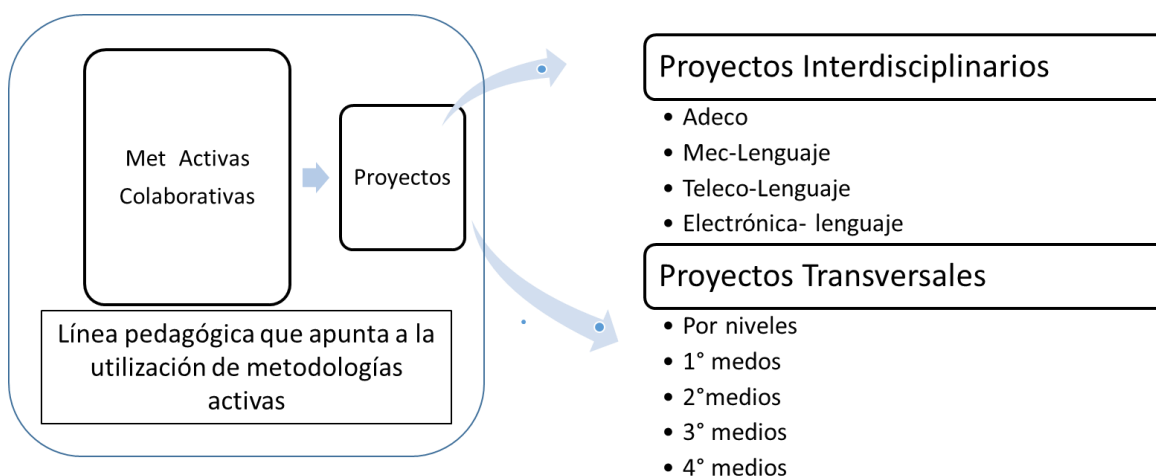 Met Activas
Colaborativas
Proyectos
Línea pedagógica que apunta a la
utilización de metodologías
activas
Proyectos Interdisciplinarios
• Adeco
• Mec-Lenguaje
• Teleco-Lenguaje
• Electrónica- lenguaje
Proyectos Transversales
• Por niveles
• 1° medos
• 2°medios
• 3° medios
• 4° medios